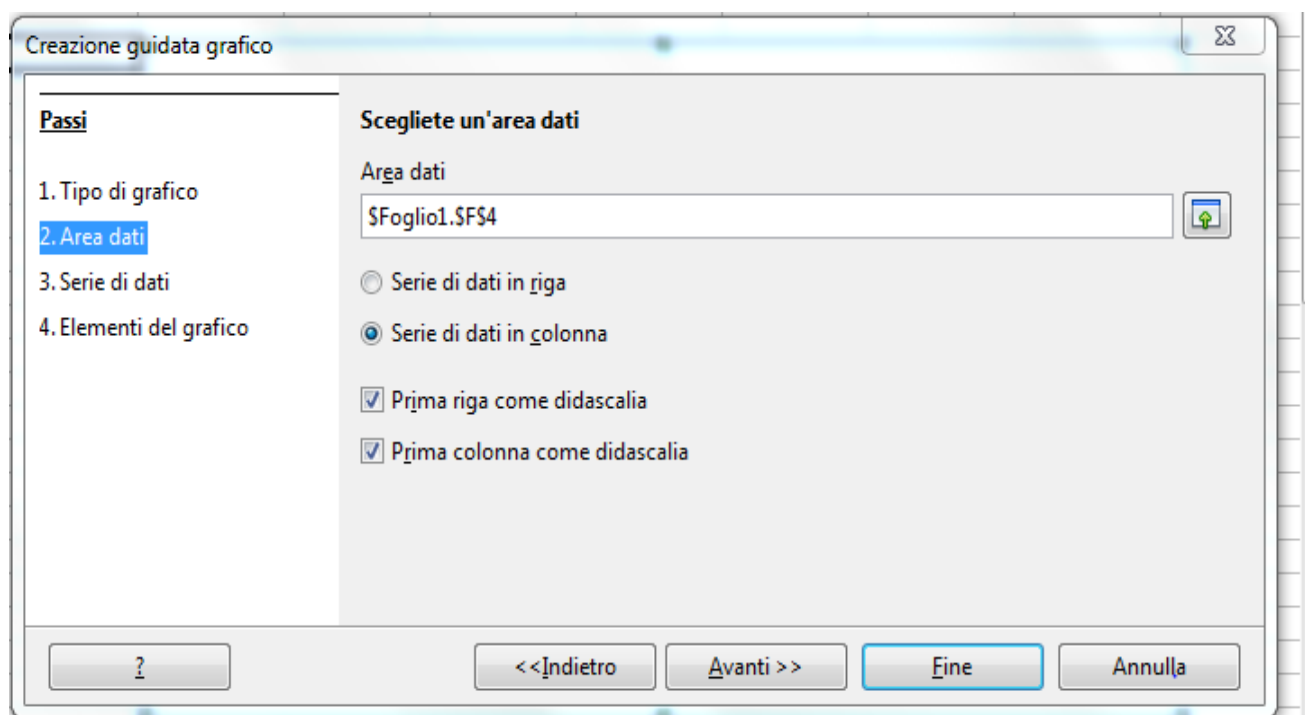 Creazione guidata grafico
Passi
1. Tipo di grafico
2. Area dati
3. Serie di dati
4. Elementi del grafico
Scegliete un'area dati
Area dati
$Foglio1.$F$4
Serie di dati in riga
Serie di dati in colonna
Prima riga come didascalia
Prima colonna come didascalia
?
<<Indietro
Avanti >>
Fine
Annulla